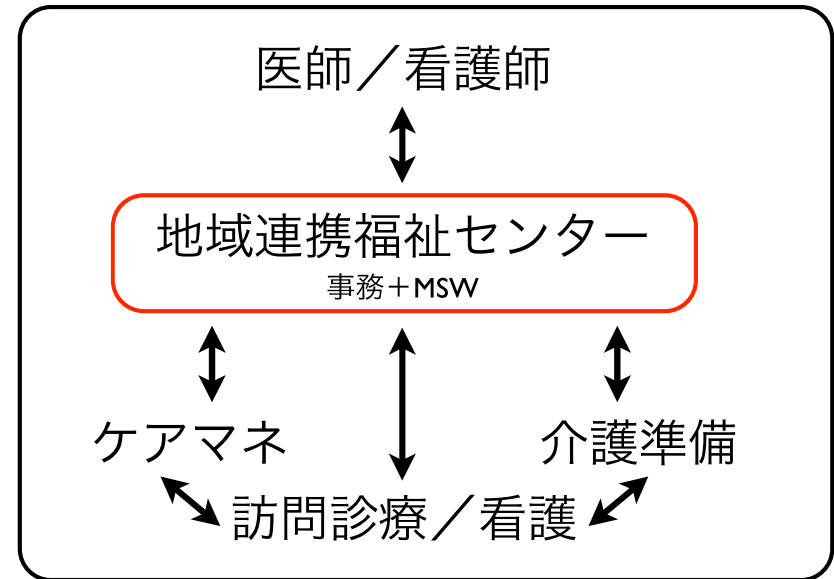 医師／看護師
地域連携福祉センター
事務＋MSW
ケアマネ
介護準備
訪問診療／看護